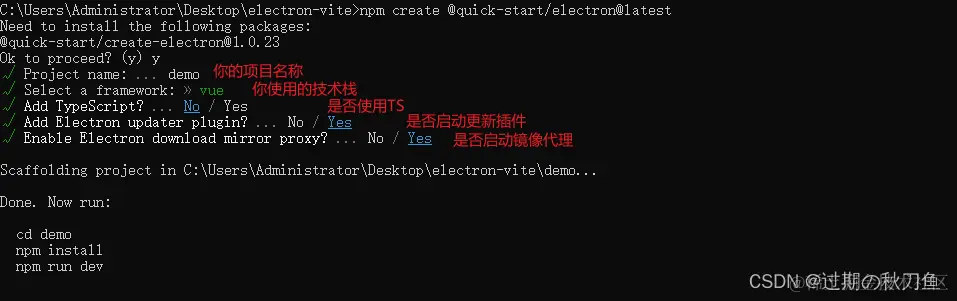 C:\Users\Administrator\Desktop\electron-vite>npm create @quick-start/electron@latest
Need to install the following packages:
@quick-start/create-electron@1.0.23
Ok to proceed? (y) y
√ Project name: ... demo 你的项目名称
√ Select a framework: » vue 你使用的技术栈
√ Add TypeScript? ... No / Yes 是否使用TS
√ Add Electron updater plugin? ... No / Yes 是否启动更新插件
√ Enable Electron download mirror proxy? ... No / Yes 是否启动镜像代理
Scaffolding project in C:\Users\Administrator\Desktop\electron-vite\demo...
Done. Now run:
cd demo
npm install
npm run dev
CSDN @过期の秋刀鱼